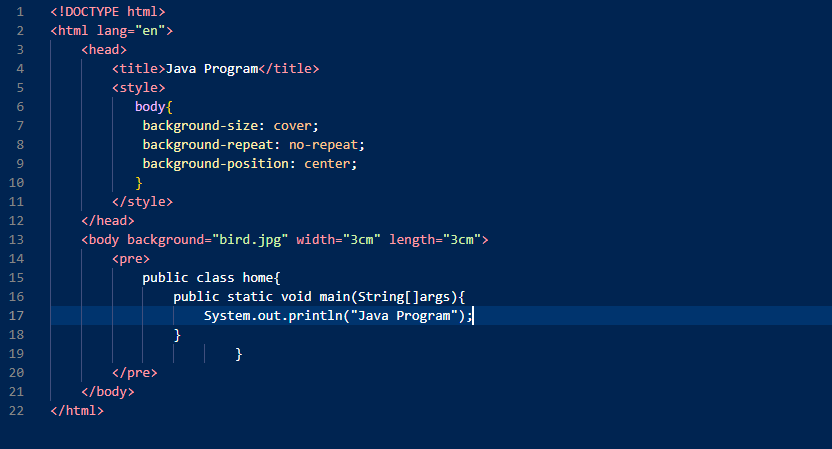 1 <!DOCTYPE html>
2 <html lang="en">
3     <head>
4         <title>Java Program</title>
5         <style>
6            body{
7             background-size: cover;
8             background-repeat: no-repeat;
9             background-position: center;
10            }
11         </style>
12     </head>
13     <body background="bird.jpg" width="3cm" length="3cm">
14         <pre>
15             public class home{
16                 public static void main(String[]args){
17                     System.out.println("Java Program");
18                 }
19                         }
20         </pre>
21     </body>
22 </html>